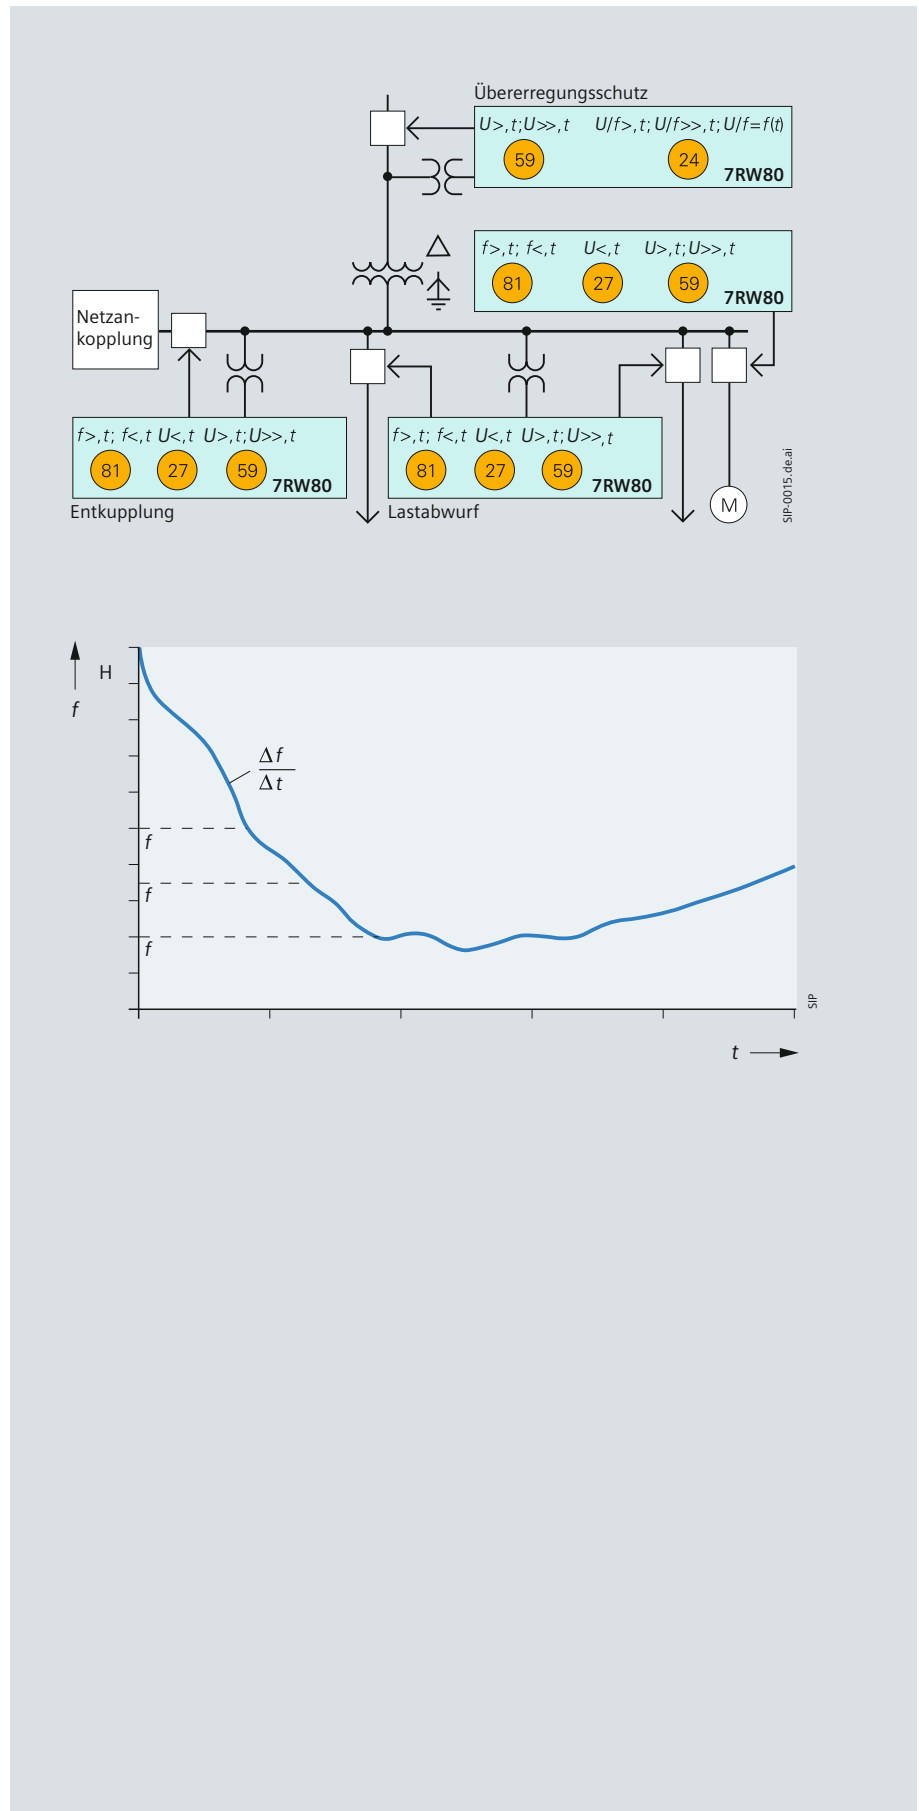 Übererregungsschutz
U>, t; U>>, t U/f>, t; U/f>>, t; U/f=f(t)
59 24
7RW80
f>, t; f<, t U<, t U>, t; U>>, t
81 27 59
7RW80
Netzan-
kopplung
f>, t; f<, t U<, t U>, t; U>>, t
81 27 59
7RW80
Entkupplung
f>, t; f<, t U<, t U>, t; U>>, t
81 27 59
7RW80
Lastabwurf
M
SIP-0015.de.ai
f
H
Δf
Δt
f
f
f
SIP
t